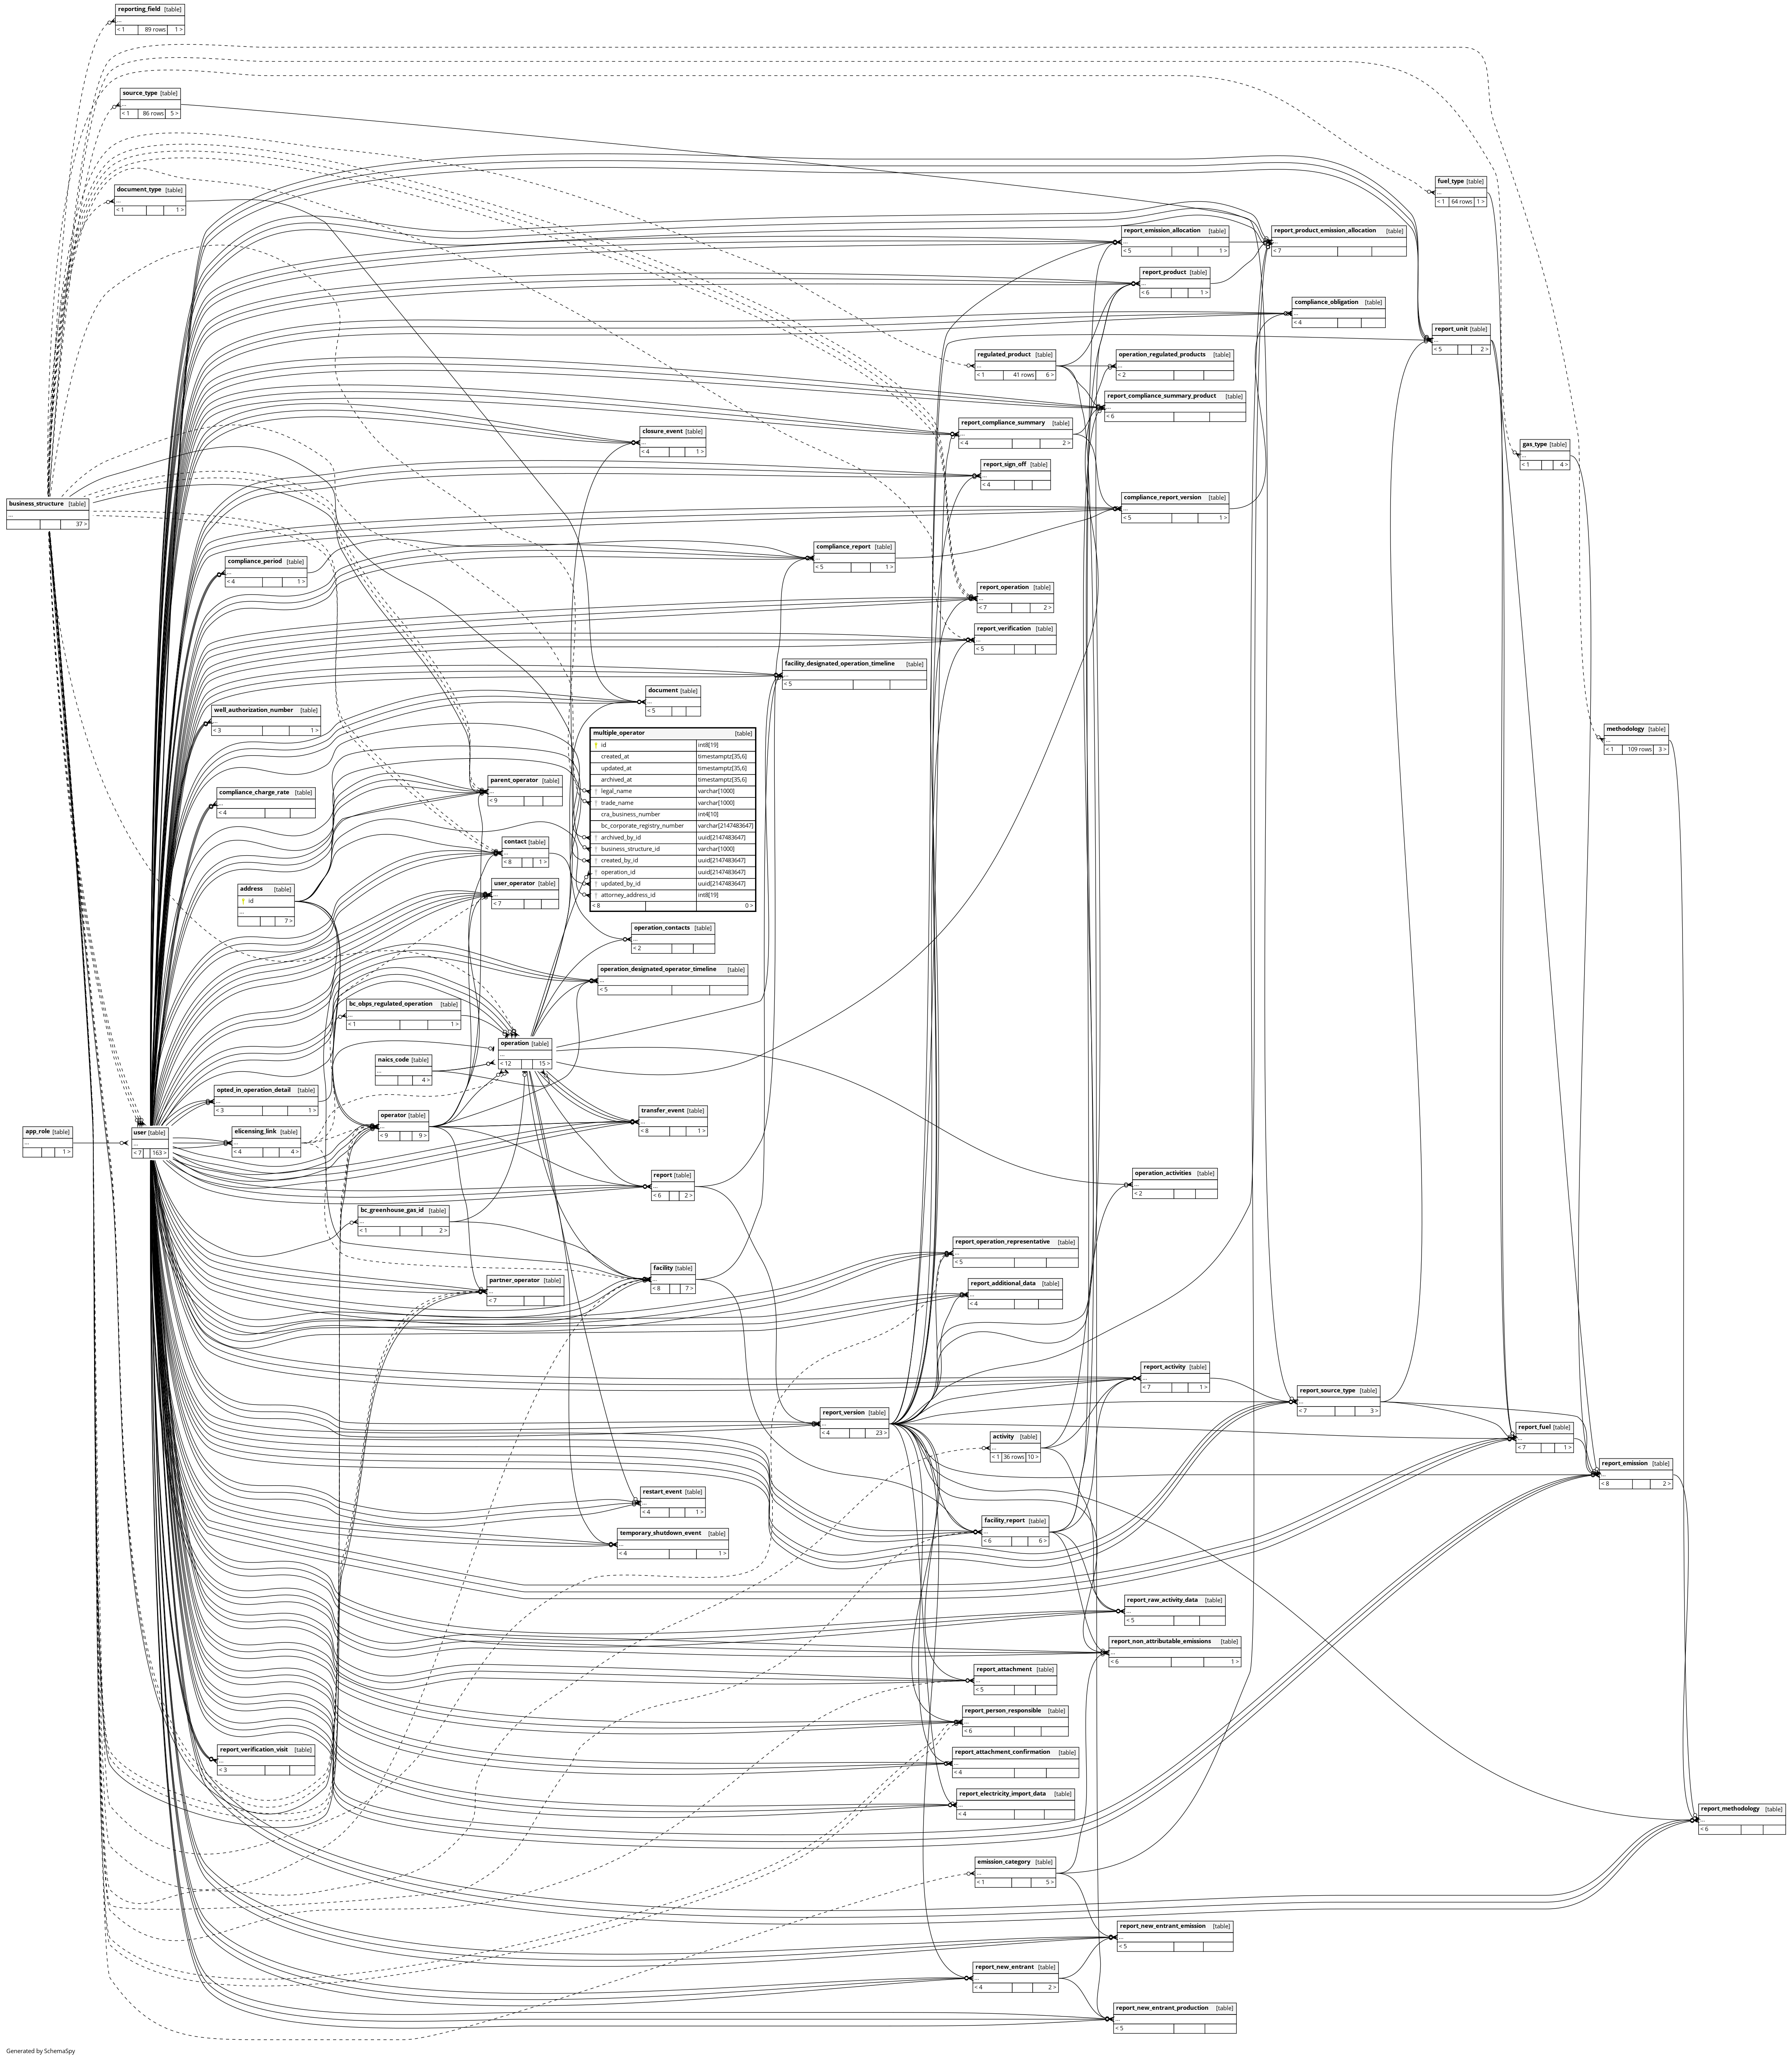 reporting_field [table]
...
< 1 89 rows 1 >
source_type [table]
...
< 1 86 rows 5 >
document_type [table]
...
< 1 1 >
fuel_type [table]
...
< 1 64 rows 1 >
report_emission_allocation [table]
...
< 5 1 >
report_product_emission_allocation [table]
...
< 7
report_product [table]
...
< 6 1 >
compliance_obligation [table]
...
< 4
report_unit [table]
...
< 5 2 >
regulated_product [table]
...
< 1 41 rows 6 >
operation_regulated_products [table]
...
< 2
report_compliance_summary_product [table]
...
< 6
report_compliance_summary [table]
...
< 4 2 >
closure_event [table]
...
< 4 1 >
gas_type [table]
...
< 1 4 >
report_sign_off [table]
...
< 4
business_structure [table]
...
37 >
compliance_report_version [table]
...
< 5 1 >
compliance_report [table]
...
< 5 1 >
compliance_period [table]
...
< 4 1 >
report_operation [table]
...
< 7 2 >
report_verification [table]
...
< 5
facility_designated_operation_timeline [table]
...
< 5
document [table]
...
< 5
well_authorization_number [table]
...
< 3 1 >
methodology [table]
...
< 1 109 rows 3 >
multiple_operator [table]
id int8[19]
created_at timestamptz[35,6]
updated_at timestamptz[35,6]
archived_at timestamptz[35,6]
legal_name varchar[1000]
trade_name varchar[1000]
cra_business_number int4[10]
bc_corporate_registry_number varchar[2147483647]
archived_by_id uuid[2147483647]
business_structure_id varchar[1000]
created_by_id uuid[2147483647]
operation_id uuid[2147483647]
updated_by_id uuid[2147483647]
attorney_address_id int8[19]
< 8 0 >
parent_operator [table]
...
< 9
compliance_charge_rate [table]
...
< 4
contact [table]
...
< 8 1 >
user_operator [table]
...
< 7
address [table]
id
...
7 >
operation_contacts [table]
...
< 2
operation_designated_operator_timeline [table]
...
< 5
bc_obps_regulated_operation [table]
...
< 1 1 >
operation [table]
...
< 12 15 >
naics_code [table]
...
4 >
opted_in_operation_detail [table]
...
< 3 1 >
operator [table]
...
< 9 9 >
transfer_event [table]
...
< 8 1 >
app_role [table]
...
1 >
user [table]
...
< 7 163 >
elicensing_link [table]
...
< 4 4 >
report [table]
...
< 6 2 >
operation_activities [table]
...
< 2
bc_greenhouse_gas_id [table]
...
< 1 2 >
report_operation_representative [table]
...
< 5
facility [table]
...
< 8 7 >
partner_operator [table]
...
< 7
report_additional_data [table]
...
< 4
report_activity [table]
...
< 7 1 >
report_source_type [table]
...
< 7 3 >
report_version [table]
...
< 4 23 >
report_fuel [table]
...
< 7 1 >
activity [table]
...
< 1 36 rows 10 >
report_emission [table]
...
< 8 2 >
restart_event [table]
...
< 4 1 >
facility_report [table]
...
< 6 6 >
temporary_shutdown_event [table]
...
< 4 1 >
report_raw_activity_data [table]
...
< 5
report_non_attributable_emissions [table]
...
< 6 1 >
report_attachment [table]
...
< 5
report_person_responsible [table]
...
< 6
report_verification_visit [table]
...
< 3
report_attachment_confirmation [table]
...
< 4
report_electricity_import_data [table]
...
< 4
report_methodology [table]
...
< 6
emission_category [table]
...
< 1 5 >
report_new_entrant_emission [table]
...
< 5
report_new_entrant [table]
...
< 4 2 >
report_new_entrant_production [table]
...
< 5
Generated by SchemaSpy